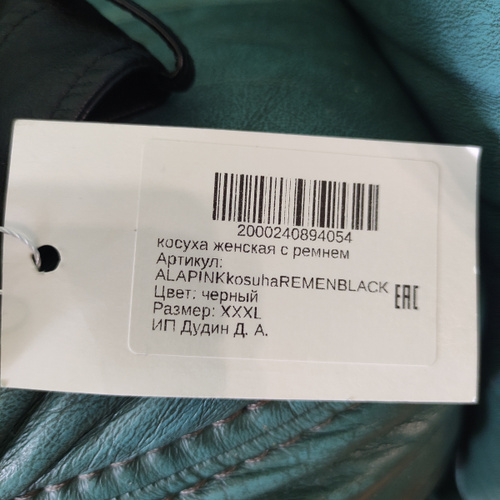 2000240894054
косуха женская с ремнем
Артикул:
ALAPINKkosuhaREMENBLACK
EAC
Цвет: черный
Размер: XXXL
ИП Дудин Д. А.